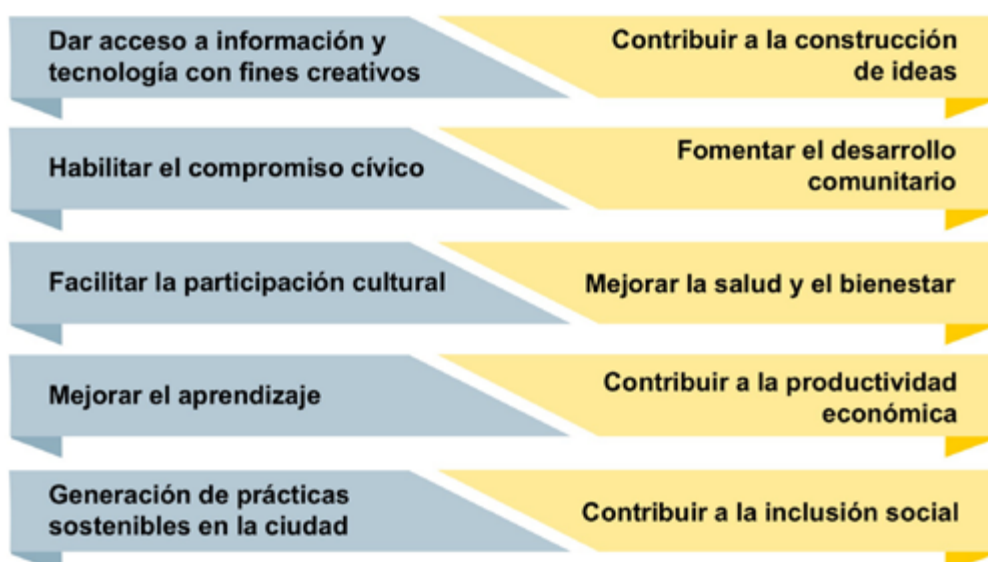 Dar acceso a información y
tecnología con fines creativos
Contribuir a la construcción
de ideas
Habilitar el compromiso cívico
Fomentar el desarrollo
comunitario
Facilitar la participación cultural
Mejorar la salud y el bienestar
Mejorar el aprendizaje
Contribuir a la productividad
económica
Generación de prácticas
sostenibles en la ciudad
Contribuir a la inclusión social